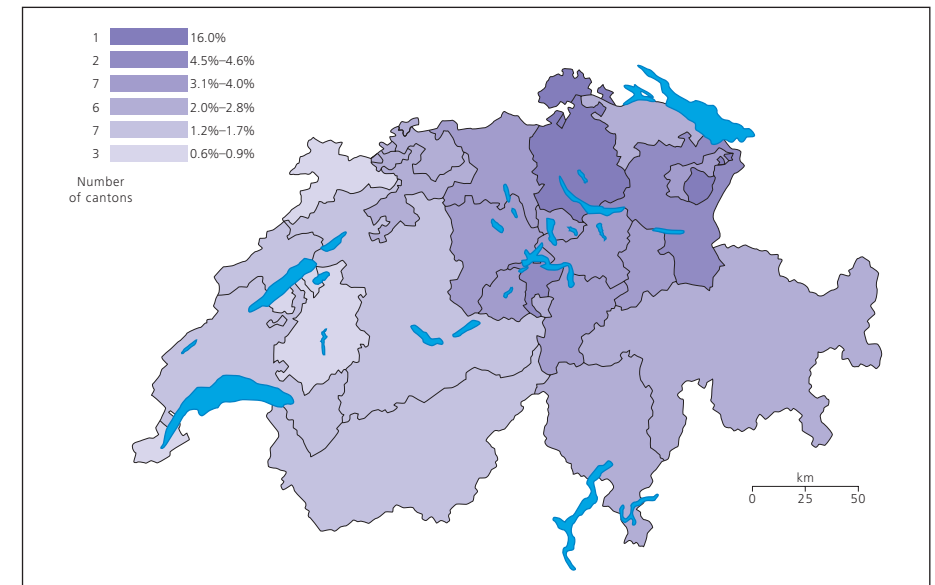 1 16.0%
2 4.5%–4.6%
7 3.1%–4.0%
6 2.0%–2.8%
7 1.2%–1.7%
3 0.6%–0.9%
Number
of cantons
km
0 25 50